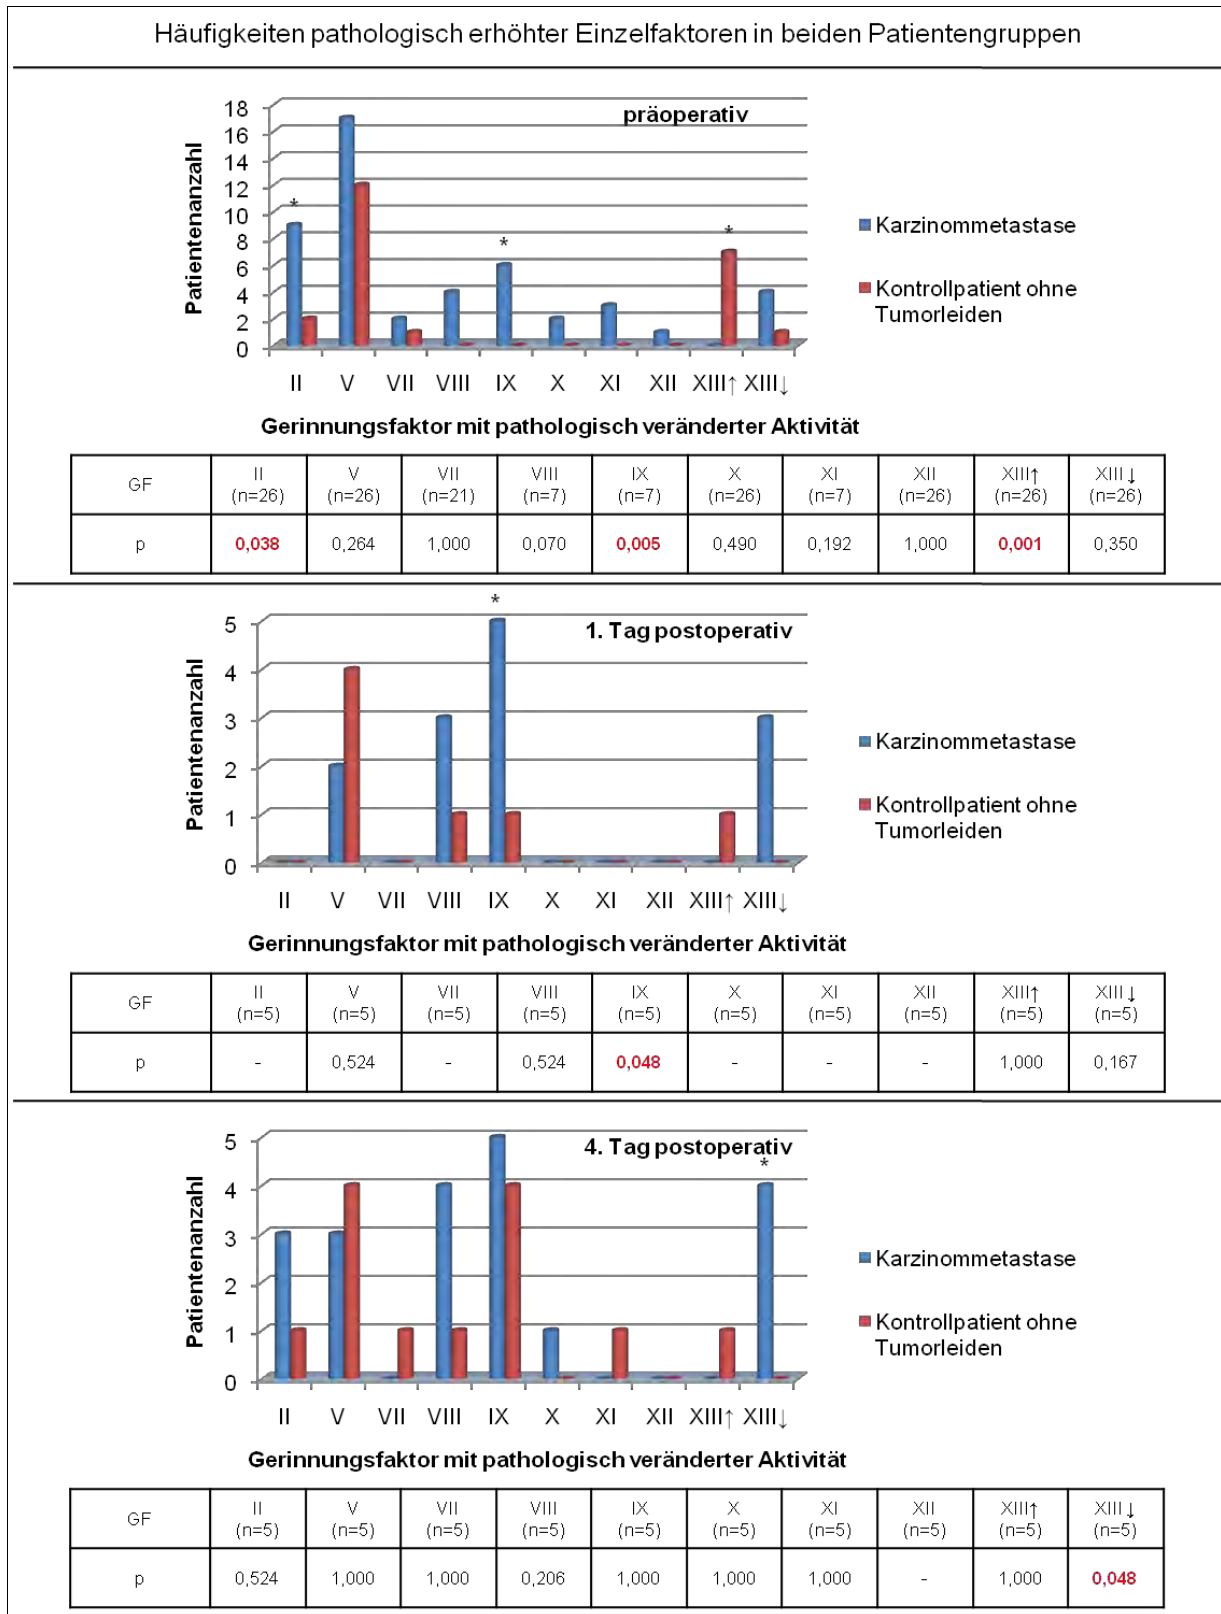 Häufigkeiten pathologisch erhöhter Einzelfaktoren in beiden Patientengruppen
präoperativ
Patientenanzahl
18
16
14
12
10
8
6
4
2
0
* * *
II V VII VIII IX X XI XII XIII↑ XIII↓
Gerinnungsfaktor mit pathologisch veränderter Aktivität
Karzinommetastase
Kontrollpatient ohne
Tumorleiden
GF II (n=26) V (n=26) VII (n=21) VIII (n=7) IX (n=7) X (n=26) XI (n=7) XII (n=26) XIII↑ (n=26) XIII↓ (n=26)
p 0,038 0,264 1,000 0,070 0,005 0,490 0,192 1,000 0,001 0,350
1. Tag postoperativ
Patientenanzahl
5
4
3
2
1
0
*
II V VII VIII IX X XI XII XIII↑ XIII↓
Gerinnungsfaktor mit pathologisch veränderter Aktivität
Karzinommetastase
Kontrollpatient ohne
Tumorleiden
GF II (n=5) V (n=5) VII (n=5) VIII (n=5) IX (n=5) X (n=5) XI (n=5) XII (n=5) XIII↑ (n=5) XIII↓ (n=5)
p - 0,524 - 0,524 0,048 - - - 1,000 0,167
4. Tag postoperativ
Patientenanzahl
5
4
3
2
1
0
*
II V VII VIII IX X XI XII XIII↑ XIII↓
Gerinnungsfaktor mit pathologisch veränderter Aktivität
Karzinommetastase
Kontrollpatient ohne
Tumorleiden
GF II (n=5) V (n=5) VII (n=5) VIII (n=5) IX (n=5) X (n=5) XI (n=5) XII (n=5) XIII↑ (n=5) XIII↓ (n=5)
p 0,524 1,000 1,000 0,206 1,000 1,000 1,000 - 1,000 0,048